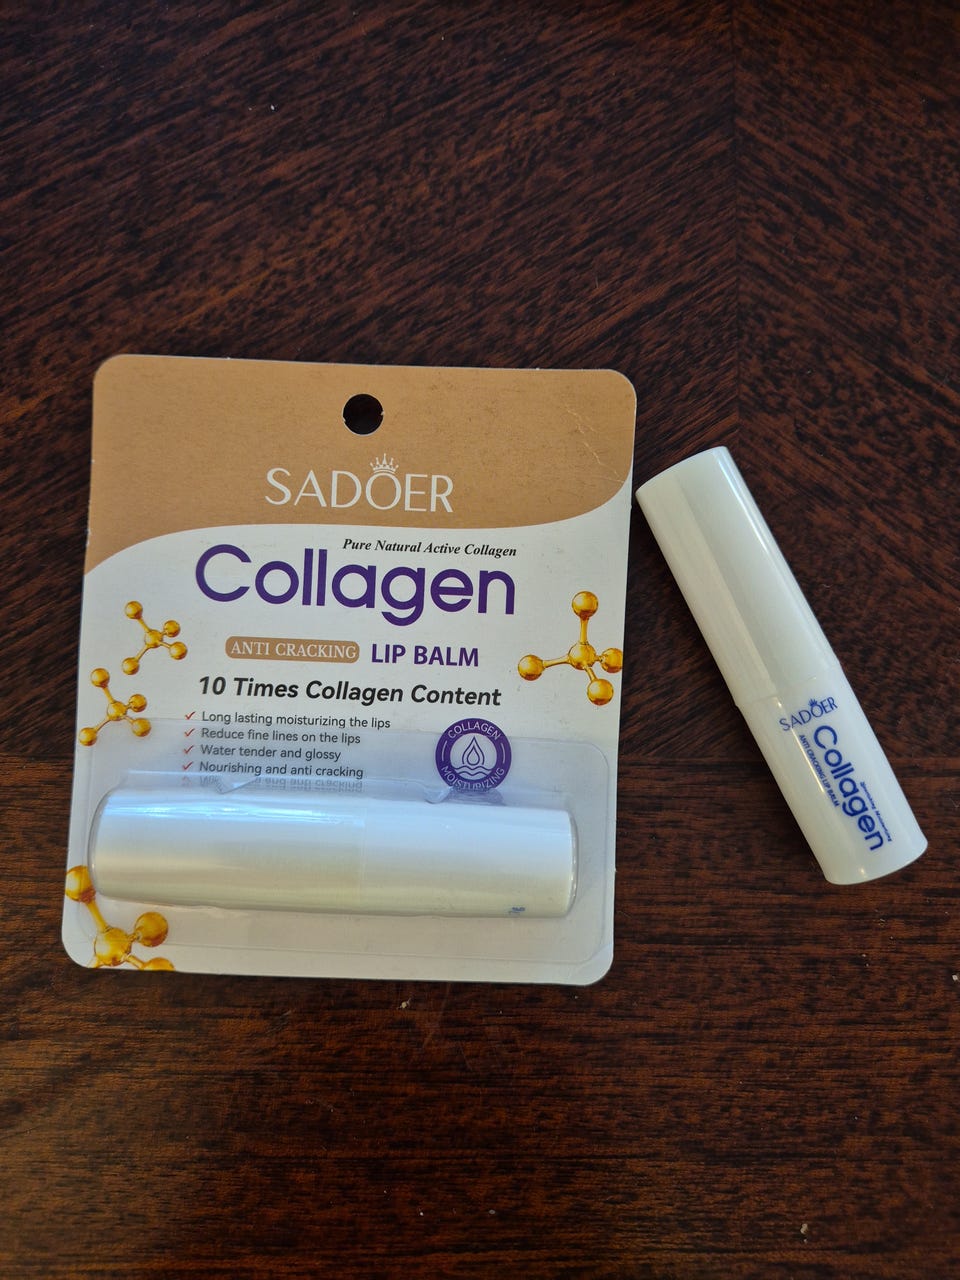 SADOER
Pure Natural Active Collagen
Collagen
ANTI CRACKING LIP BALM
10 Times Collagen Content
Long lasting moisturizing the lips
Reduce fine lines on the lips
Water tender and glossy
Nourishing and anti cracking
COLLAGEN
MOISTURIZING
SADOER
Collagen
ANTI CRACKING LIP BALM